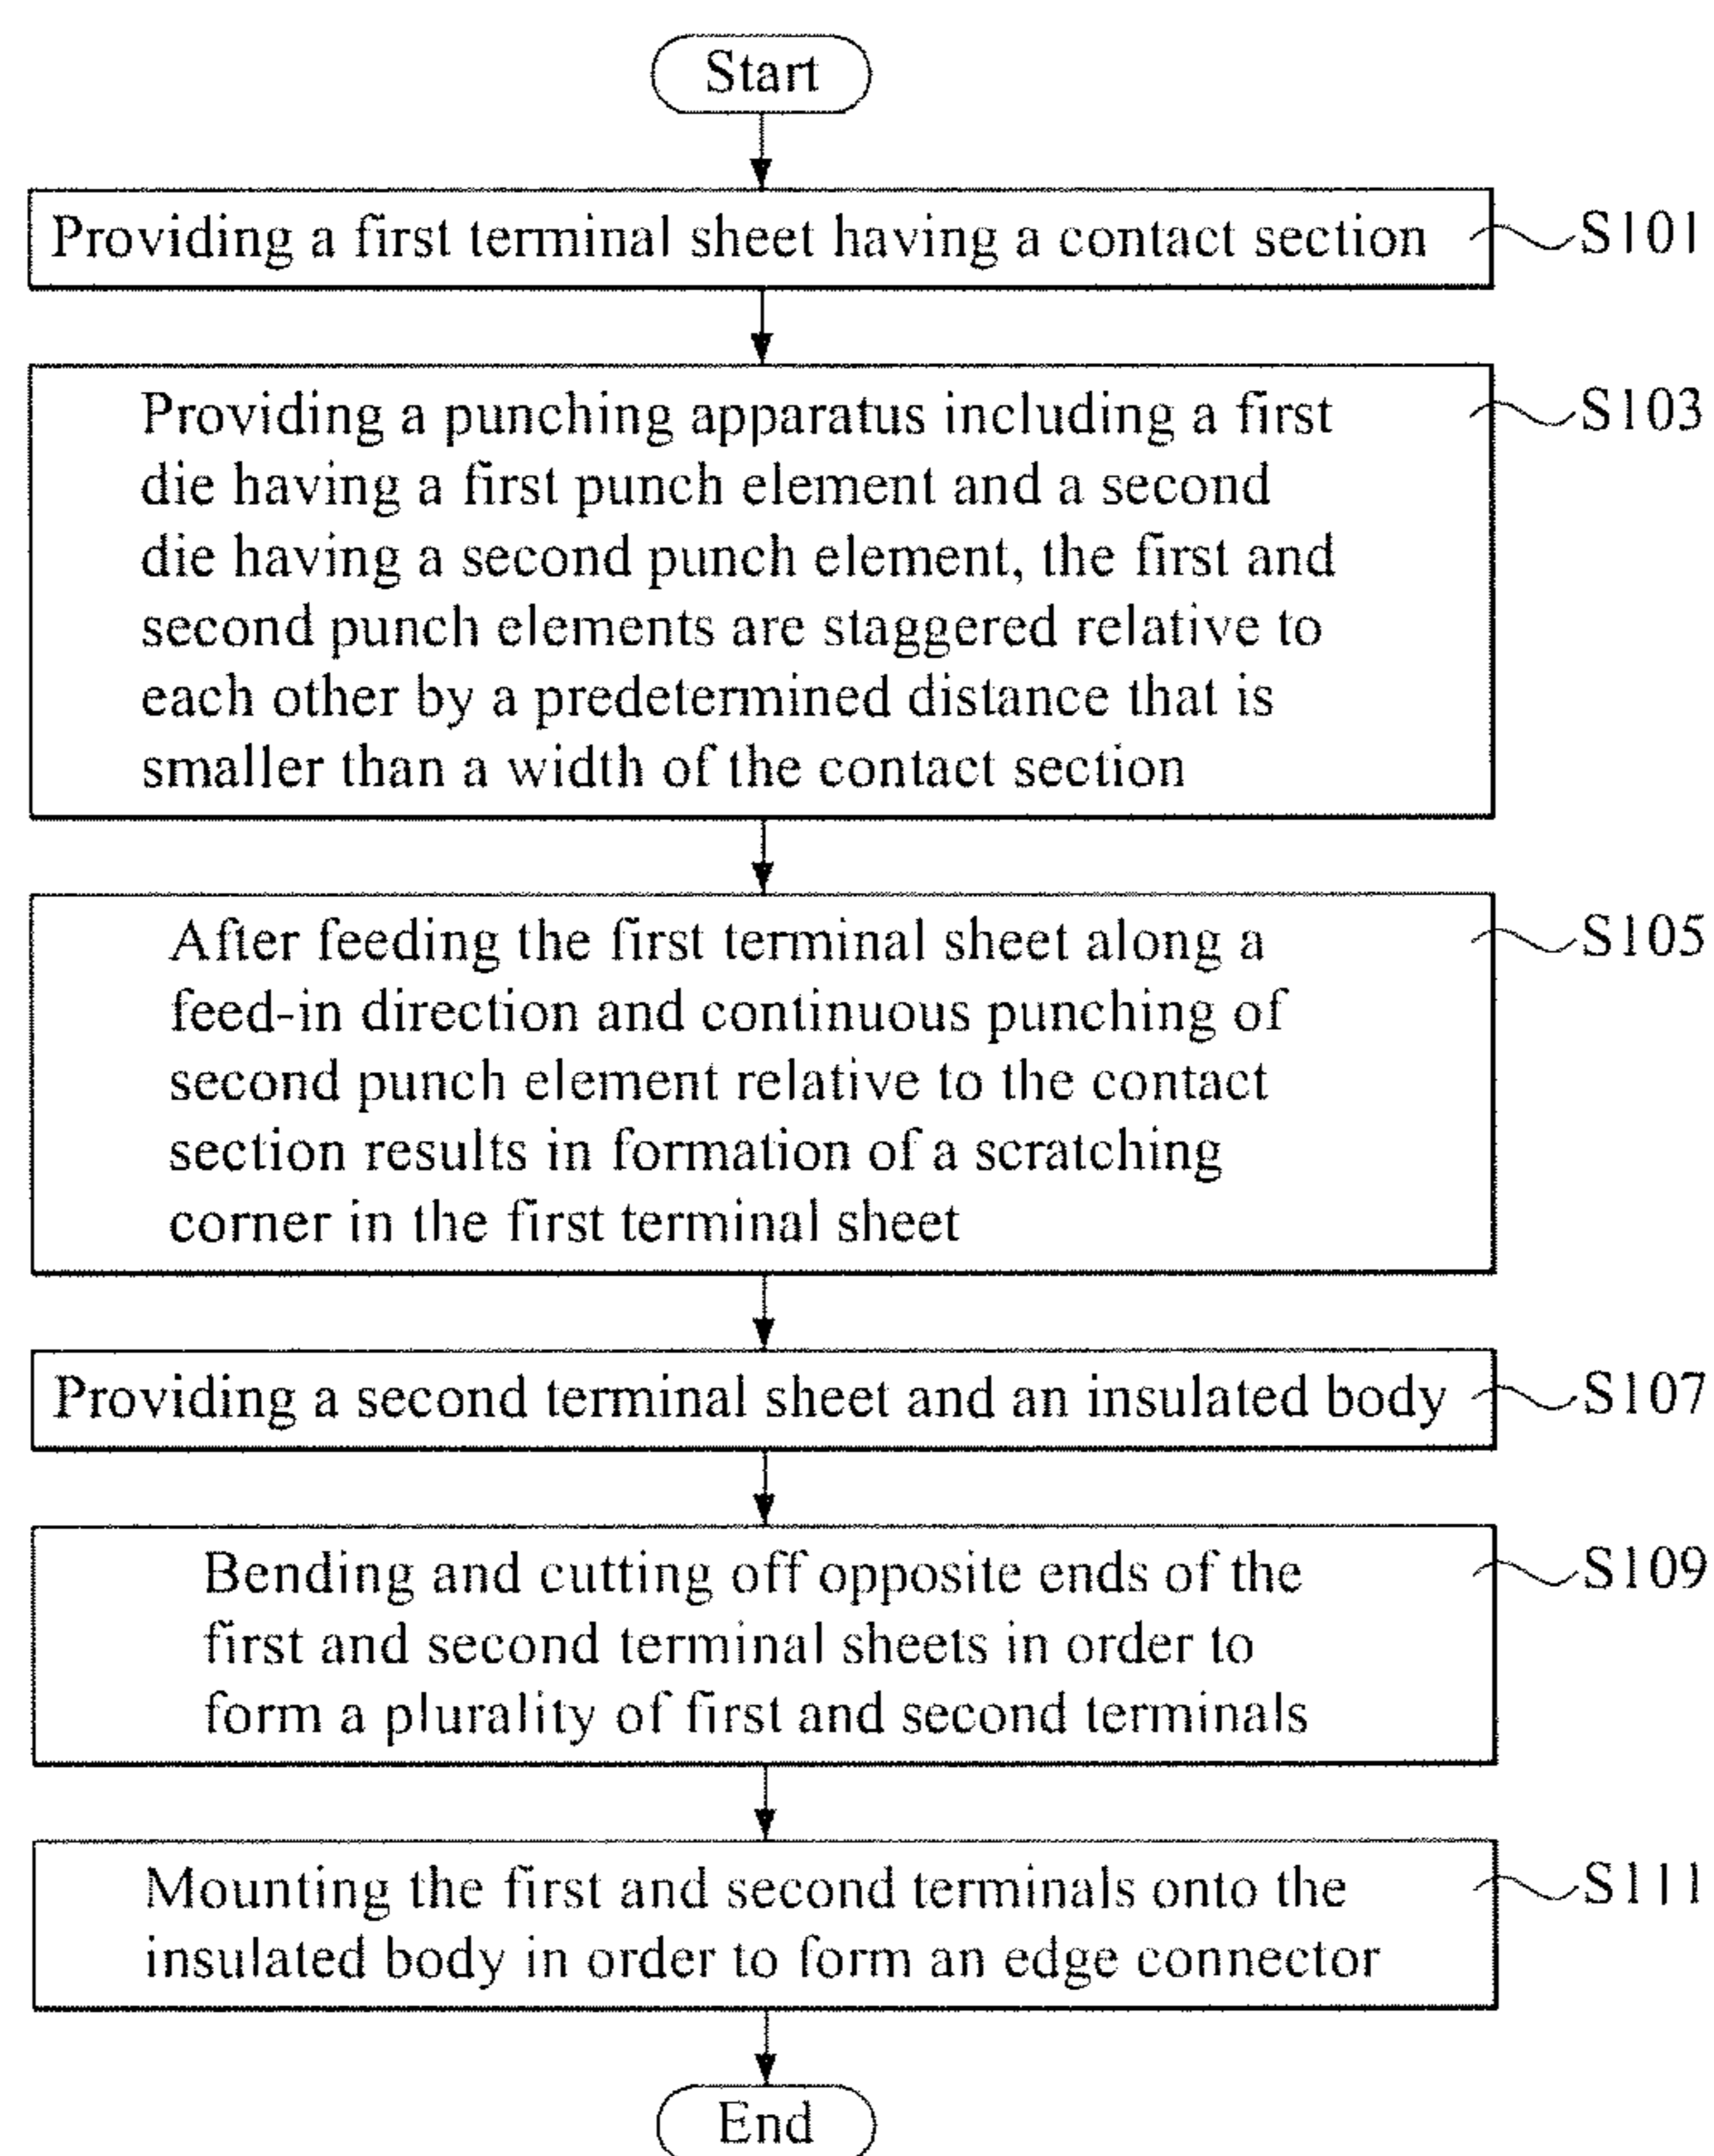 Start
Providing a first terminal sheet having a contact section
S101
Providing a punching apparatus including a first
S103
die having a first punch element and a second
die having a second punch element, the first and
second punch elements are staggered relative to
each other by a predetermined distance that is
smaller than a width of the contact section
After feeding the first terminal sheet along a
S105
feed-in direction and continuous punching of
second punch element relative to the contact
section results in formation of a scratching
corner in the first terminal sheet
Providing a second terminal sheet and an insulated body
S107
Bending and cutting off opposite ends of the
S109
first and second terminal sheets in order to
form a plurality of first and second terminals
Mounting the first and second terminals onto the
S111
insulated body in order to form an edge connector
End